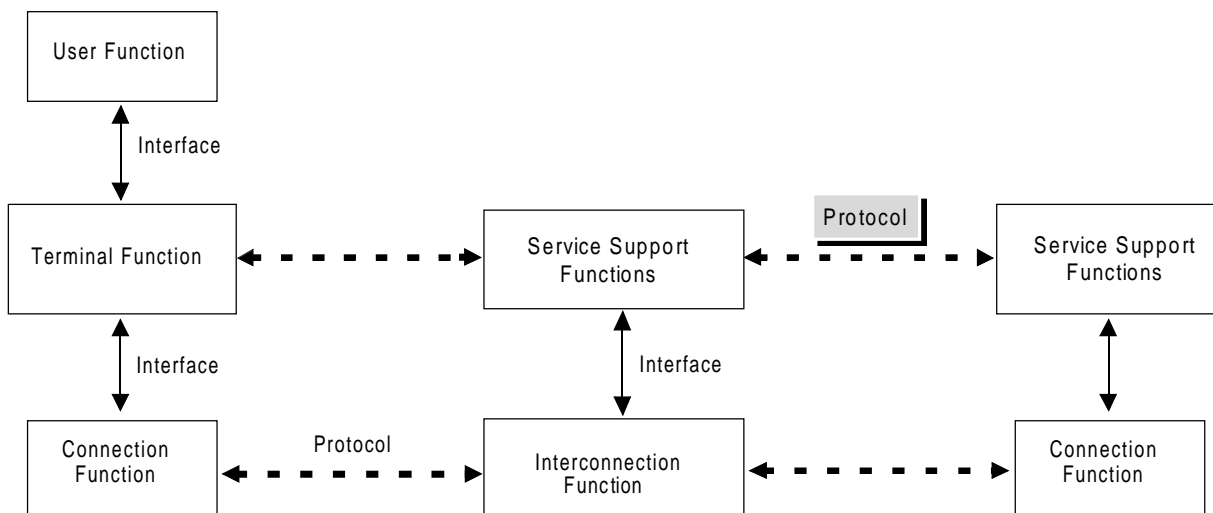 User Function
Interface
Protocol
Terminal Function
Service Support
Functions
Service Support
Functions
Interface
Interface
Protocol
Connection
Function
Interconnection
Function
Connection
Function